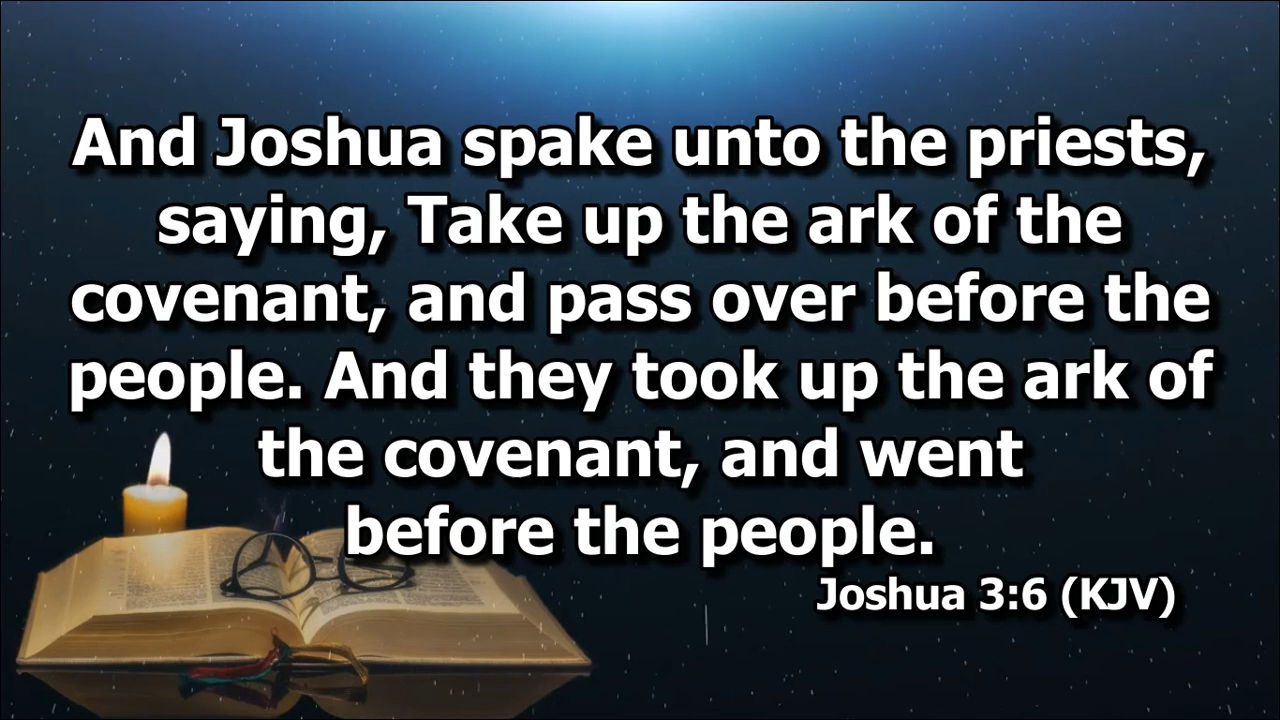 And Joshua spake unto the priests,
saying, Take up the ark of the
covenant, and pass over before the
people. And they took up the ark of
the covenant, and went
before the people.
Joshua 3:6 (KJV)